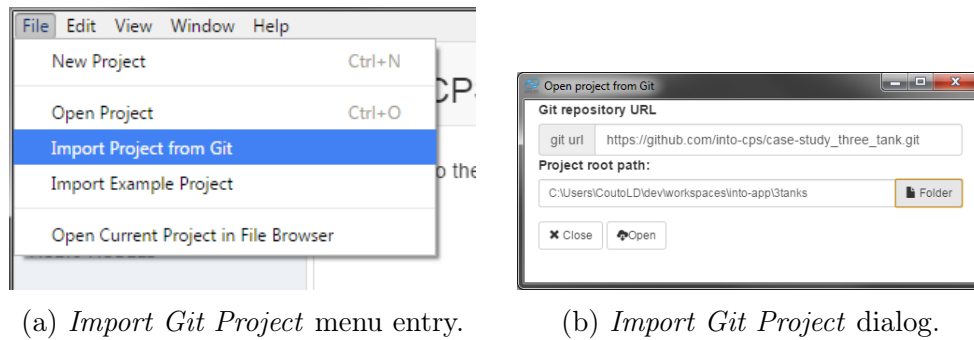 File Edit View Window Help
New Project Ctrl+N
Open Project Ctrl+O
Import Project from Git
Import Example Project
Open Current Project in File Browser
(a) Import Git Project menu entry.
Open project from Git
Git repository URL
git url https://github.com/into-cps/case-study_three_tank.git
Project root path:
C:\Users\CoutoLD\dev\workspaces\into-app\3tanks Folder
Close Open
(b) Import Git Project dialog.